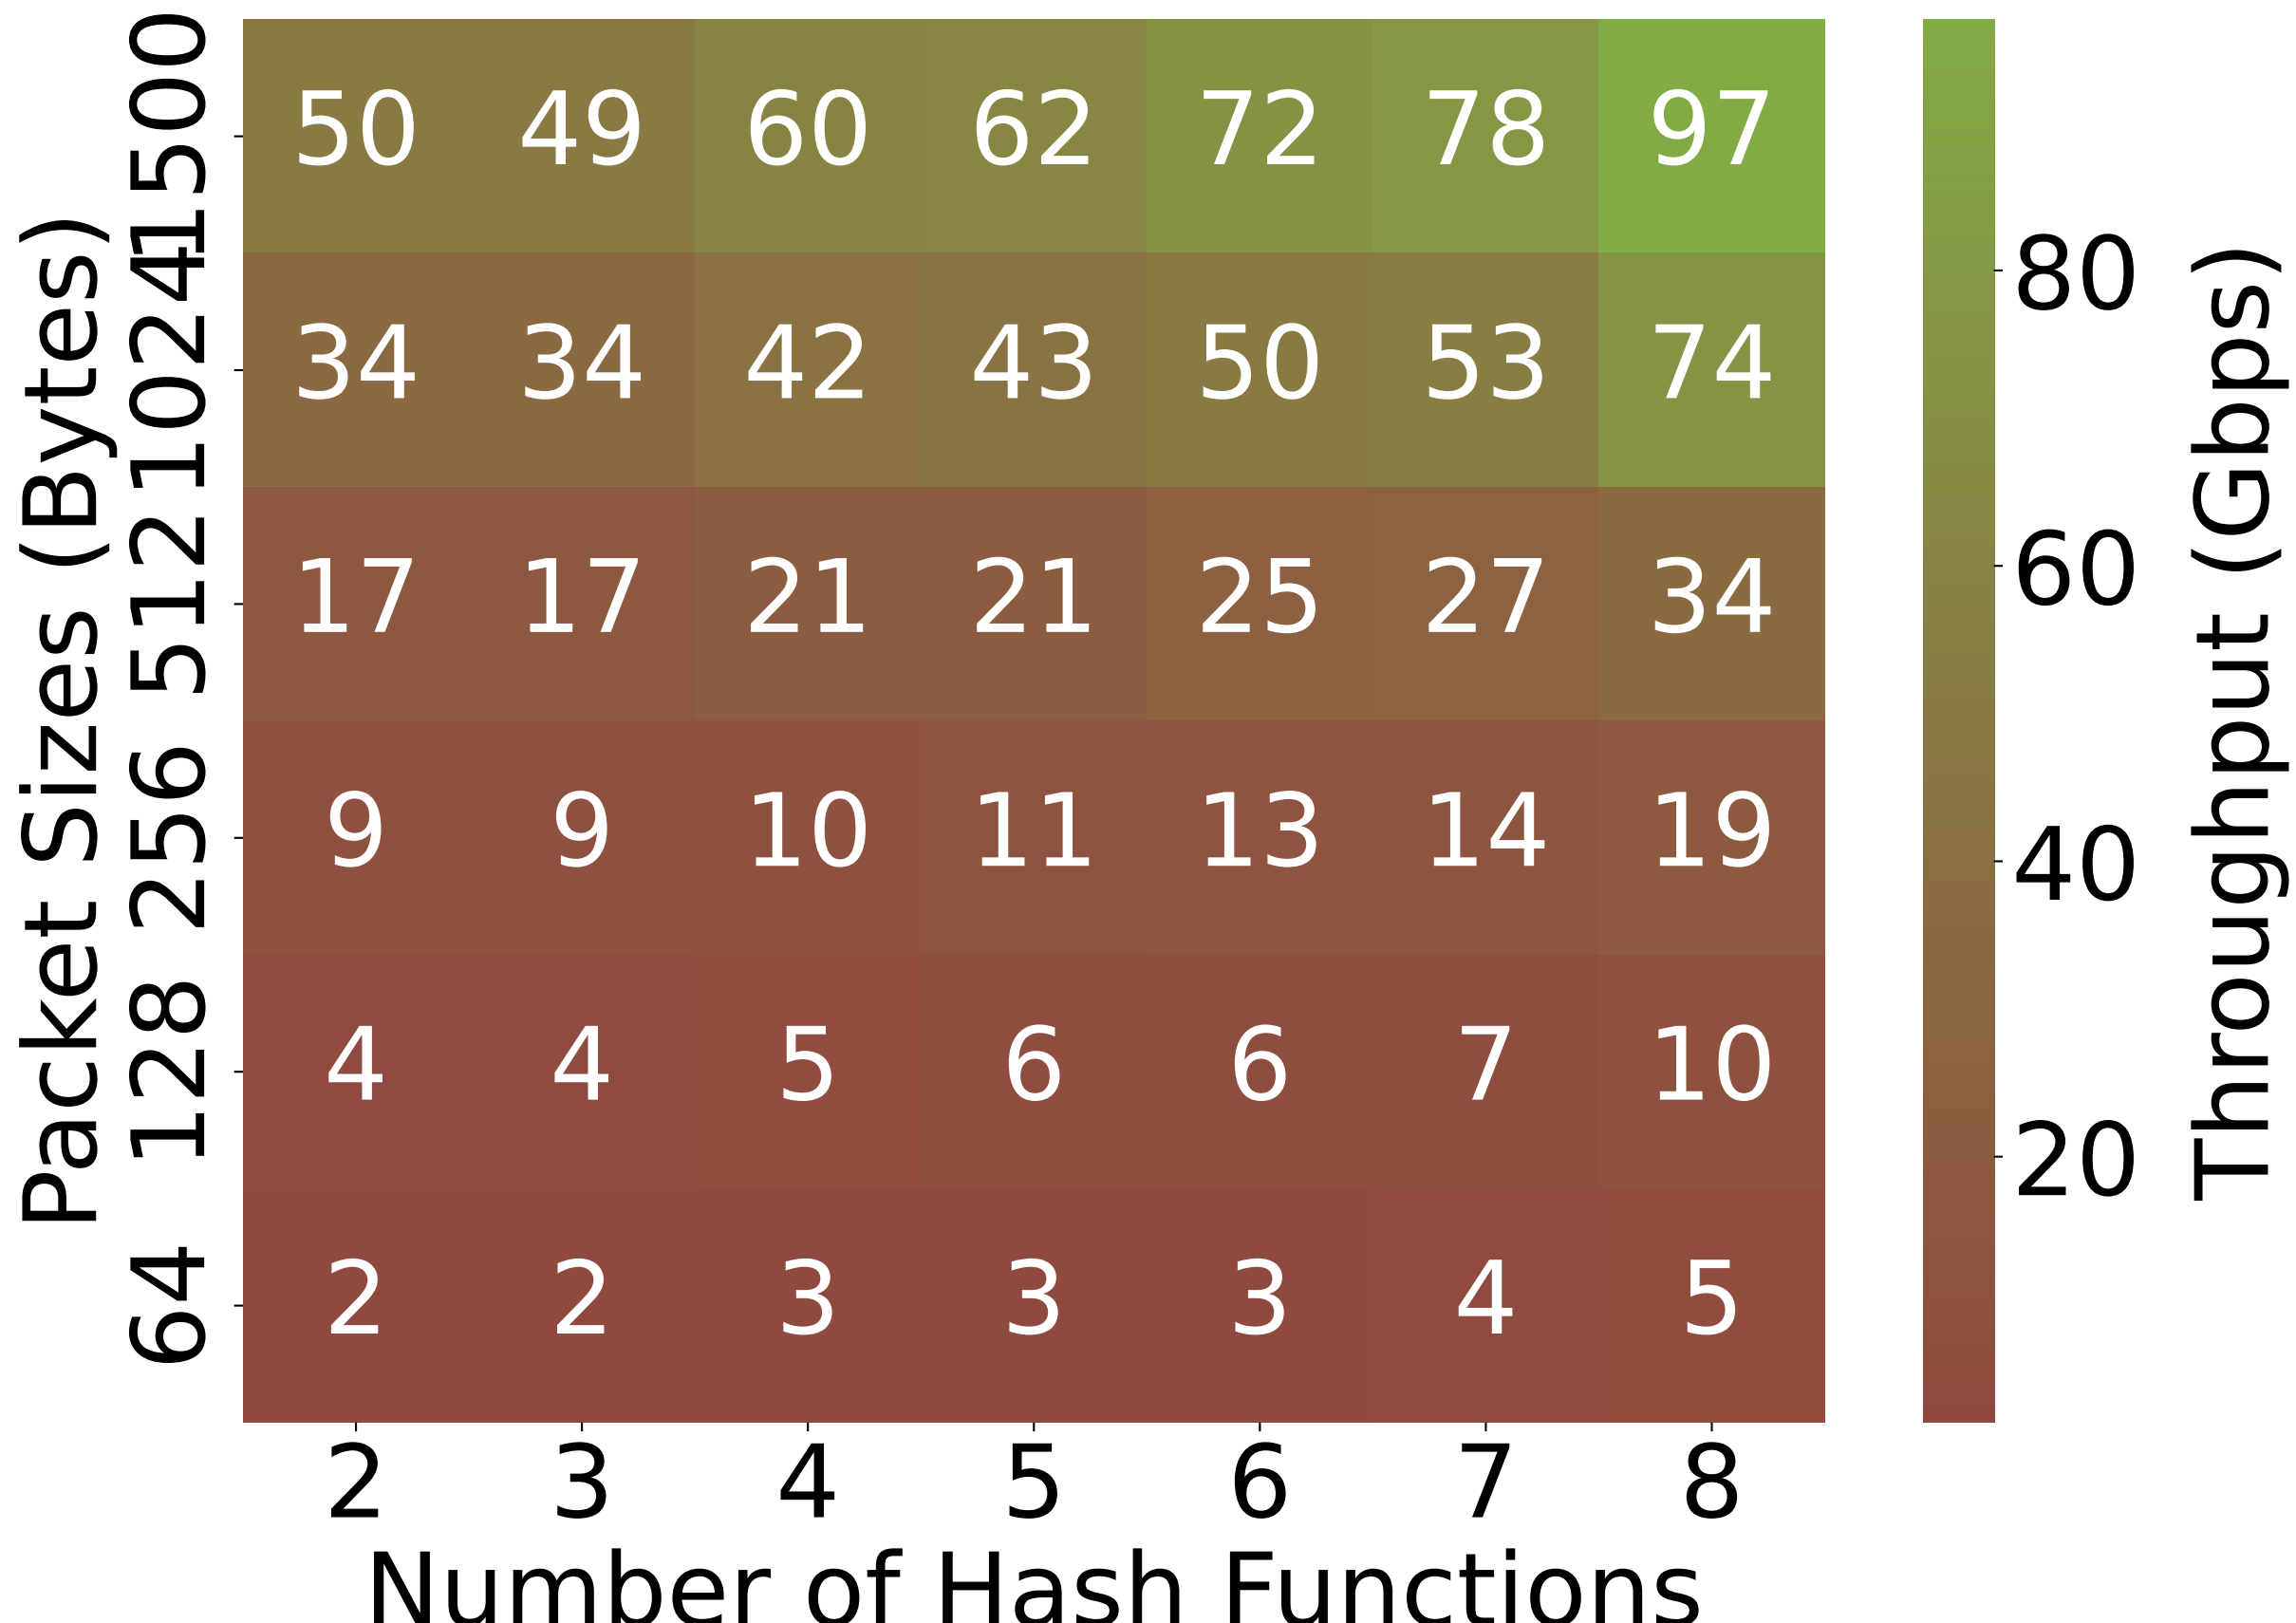 Packet Sizes (Bytes)
1500 50 49 60 62 72 78 97
1024 34 34 42 43 50 53 74
512 17 17 21 21 25 27 34
256 9 9 10 11 13 14 19
128 4 4 5 6 6 7 10
64 2 2 3 3 3 4 5
2 3 4 5 6 7 8
Number of Hash Functions
80
60
40
20
Throughput (Gbps)